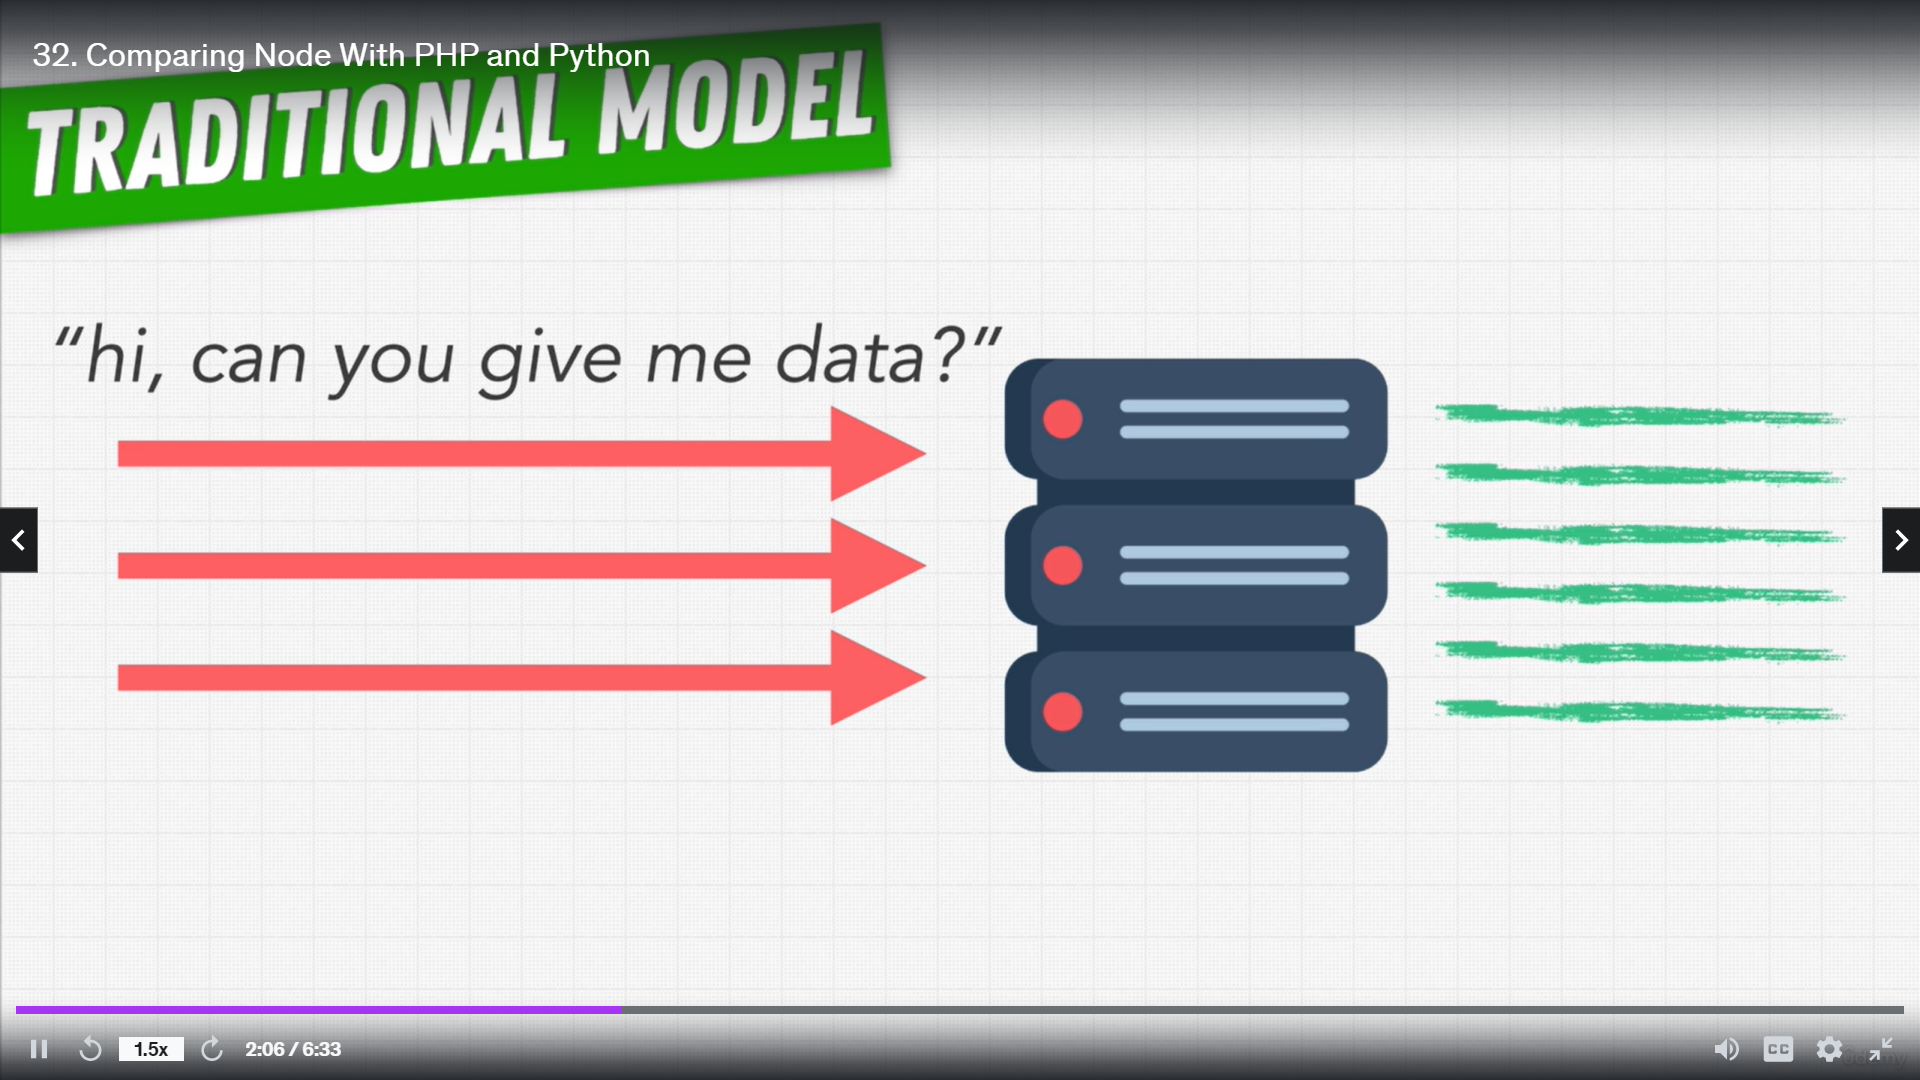 32. Comparing Node With PHP and Python
TRADITIONAL MODEL
“hi, can you give me data?”
1.5x
2:06 / 6:33
CC